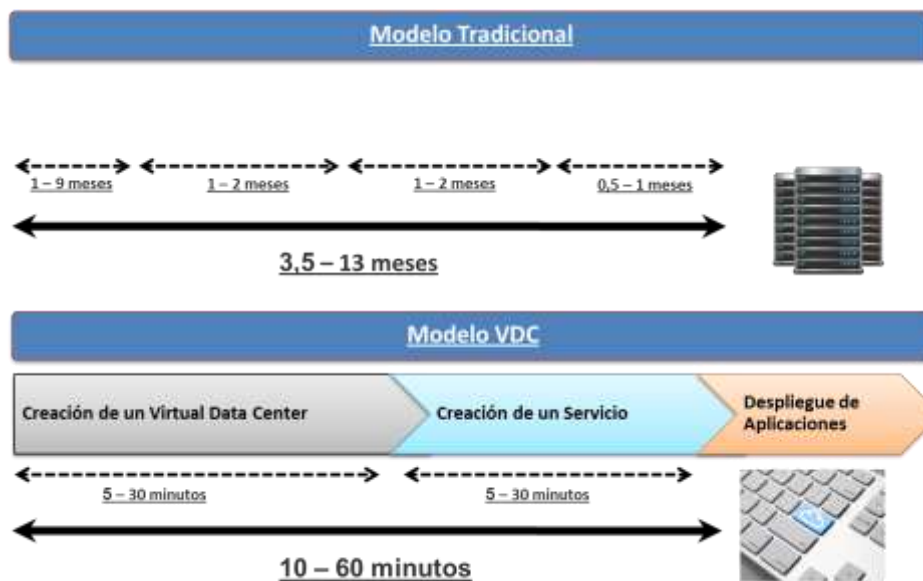 Modelo Tradicional
1 – 9 meses
1 – 2 meses
1 – 2 meses
0,5 – 1 meses
3,5 – 13 meses
Modelo VDC
Creación de un Virtual Data Center
Creación de un Servicio
Despliegue de
Aplicaciones
5 – 30 minutos
5 – 30 minutos
10 – 60 minutos